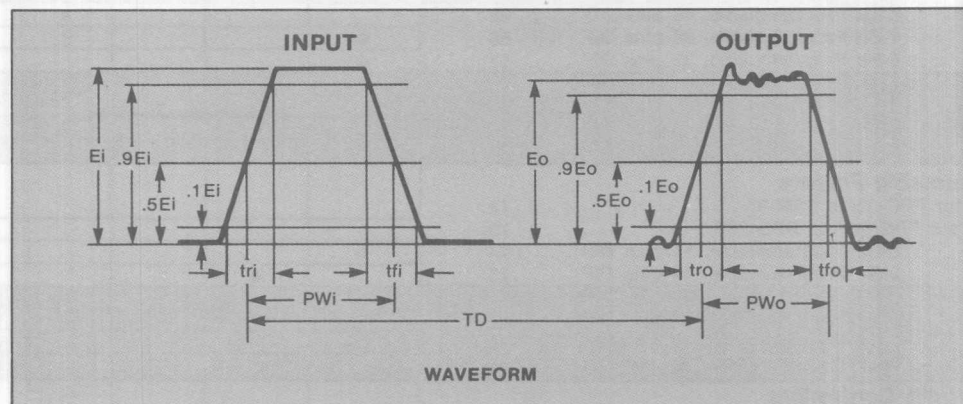 INPUT
OUTPUT
Ei
.9Ei
.5Ei
.1Ei
Eo
.9Eo
.5Eo
.1Eo
tri
tfi
tro
tfo
PWi
PWo
TD
WAVEFORM